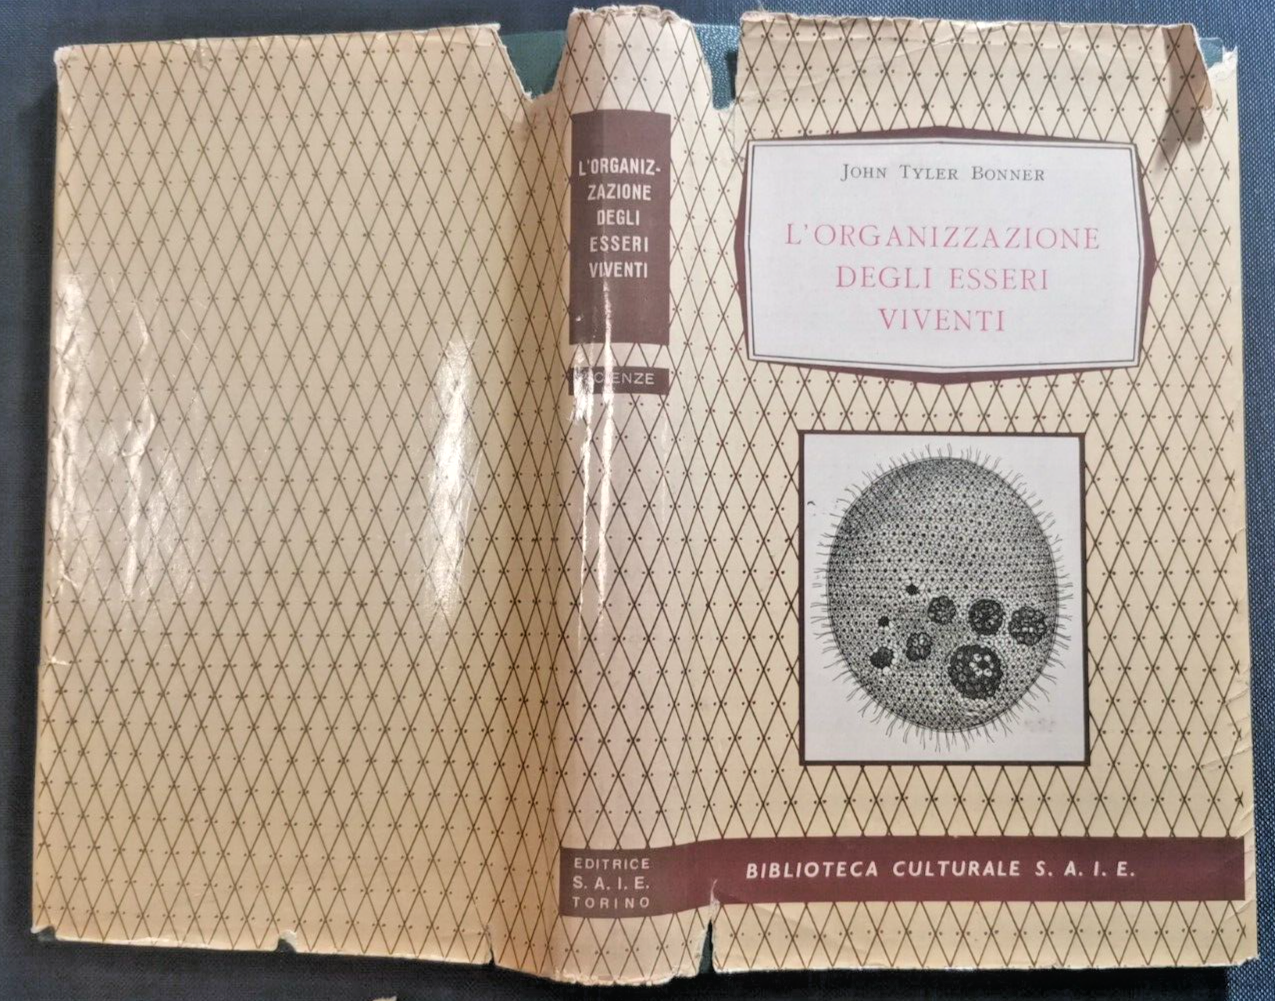 L'ORGANIZ-
ZAZIONE
DEGLI
ESSERI
VIVENTI
SCIENZE
EDITRICE
S. A. I. E.
TORINO
JOHN TYLER BONNER
L'ORGANIZZAZIONE
DEGLI ESSERI
VIVENTI
BIBLIOTECA CULTURALE S. A. I. E.